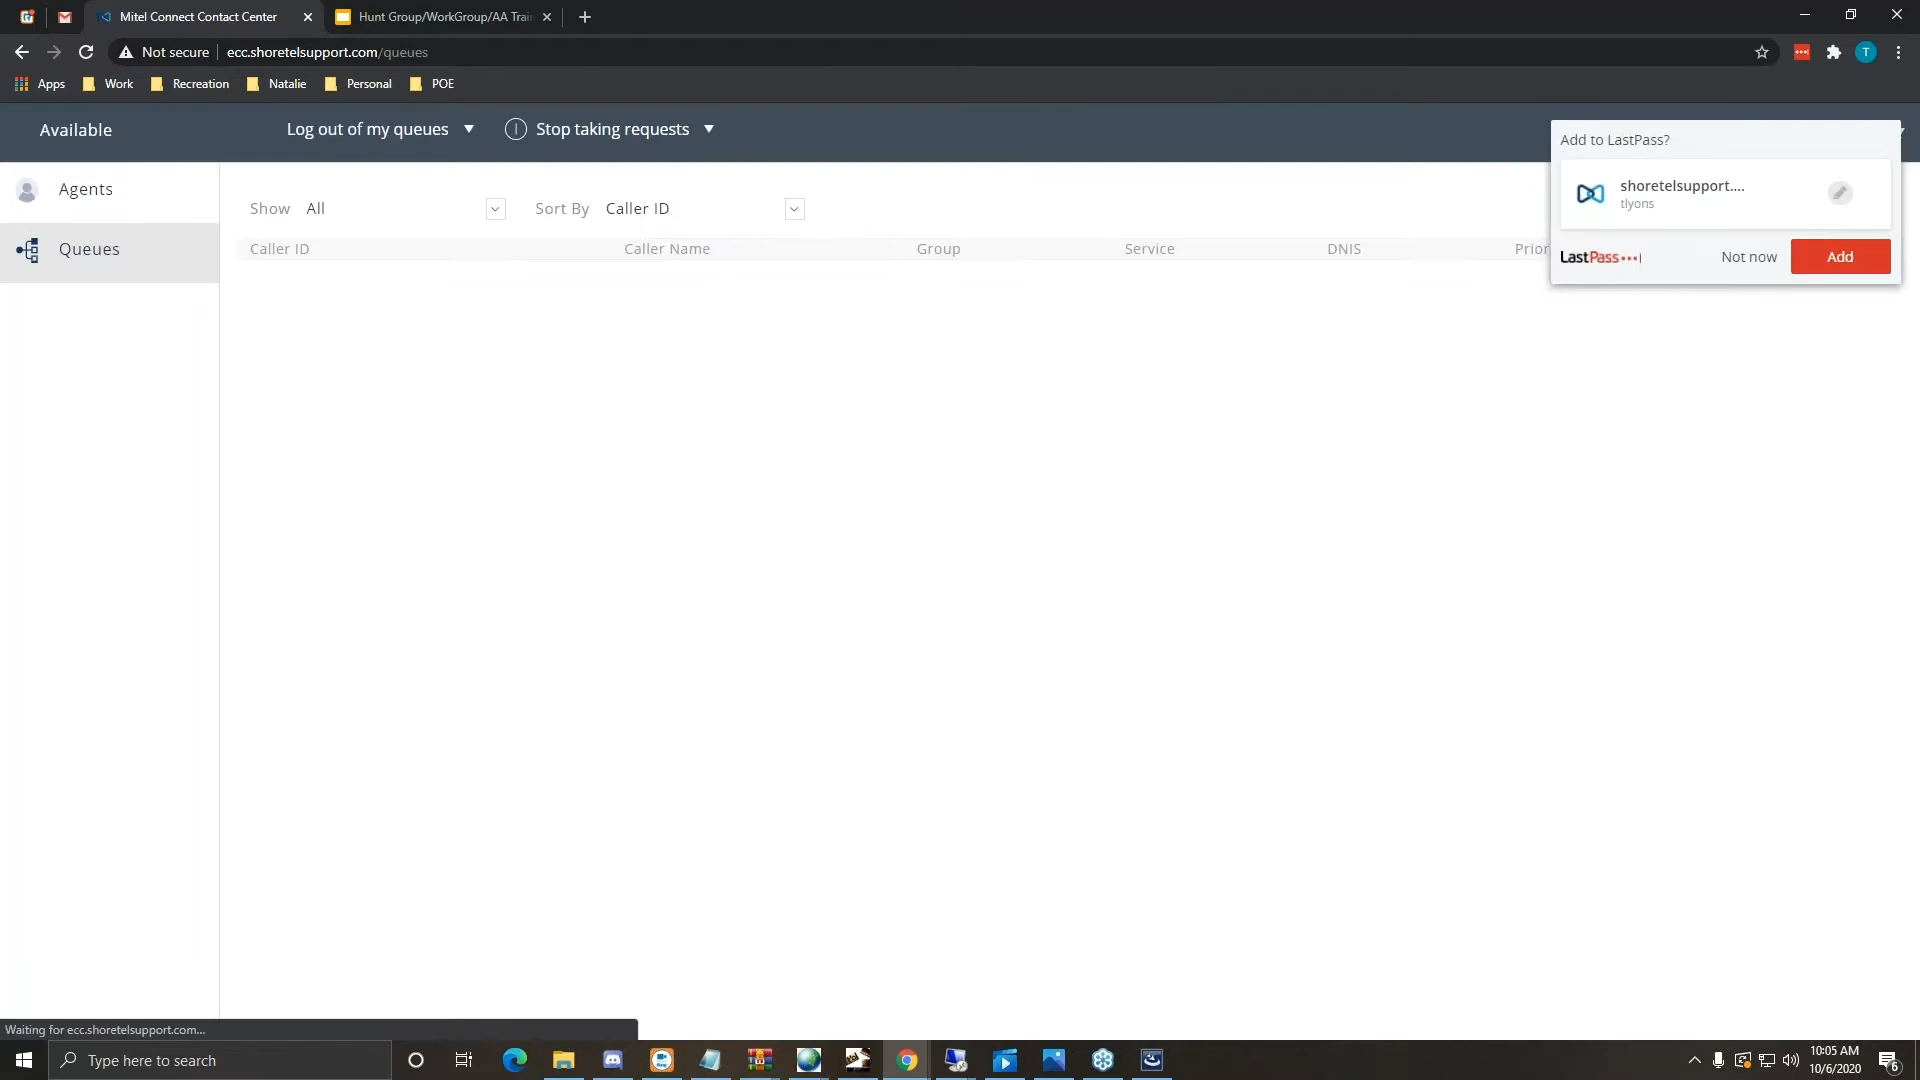 Mitel Connect Contact Center
Hunt Group/WorkGroup/AA Trai
Not secure
ecc.shoretelsupport.com/queues
T
Apps
Work
Recreation
Natalie
Personal
POE
Available
Log out of my queues
Stop taking requests
Add to LastPass?
shoretelsupport....
tlyons
LastPass
Not now
Add
Agents
Queues
Show All
Sort By Caller ID
Caller ID
Caller Name
Group
Service
DNIS
Prior
Waiting for ecc.shoretelsupport.com...
Type here to search
10:05 AM
10/6/2020
6